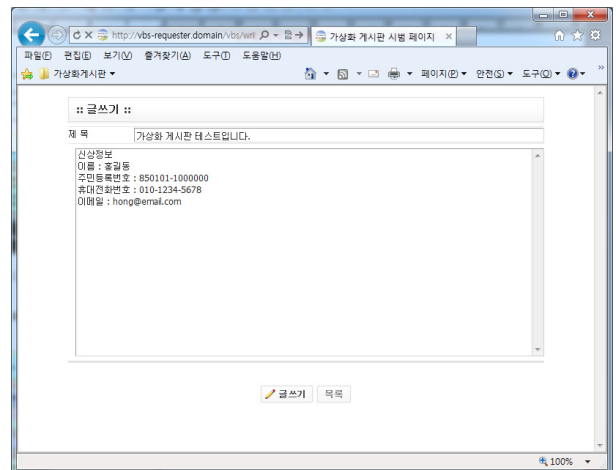 http://vbs-requester.domain/vbs/wri
가상화 게시판 시범 페이지
파일(F) 편집(E) 보기(V) 즐겨찾기(A) 도구(T) 도움말(H)
가상화게시판 페이지(P) 안전(S) 도구(O)
:: 글쓰기 ::
제 목 가상화 게시판 테스트입니다.
신상정보
이름 : 홍길동
주민등록번호 : 850101-1000000
휴대전화번호 : 010-1234-5678
이메일 : hong@email.com
글쓰기 목록
100%